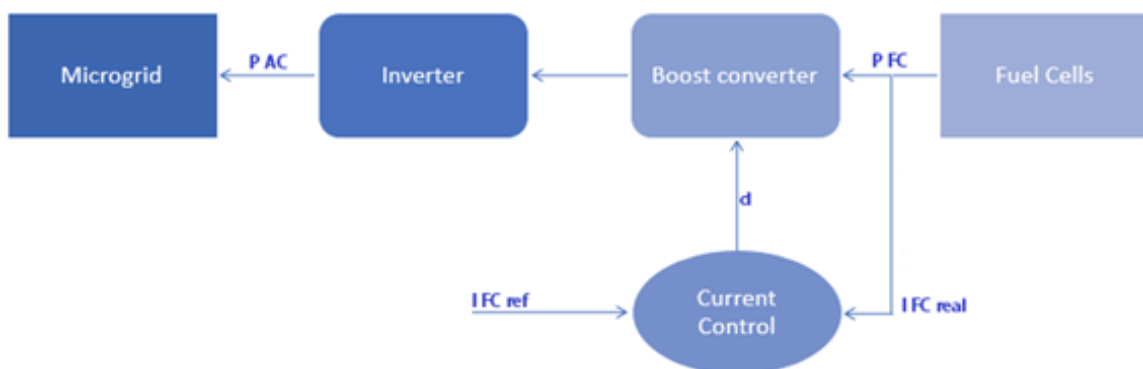 Microgrid
P AC
Inverter
Boost converter
P FC
Fuel Cells
d
I FC ref
Current
Control
I FC real